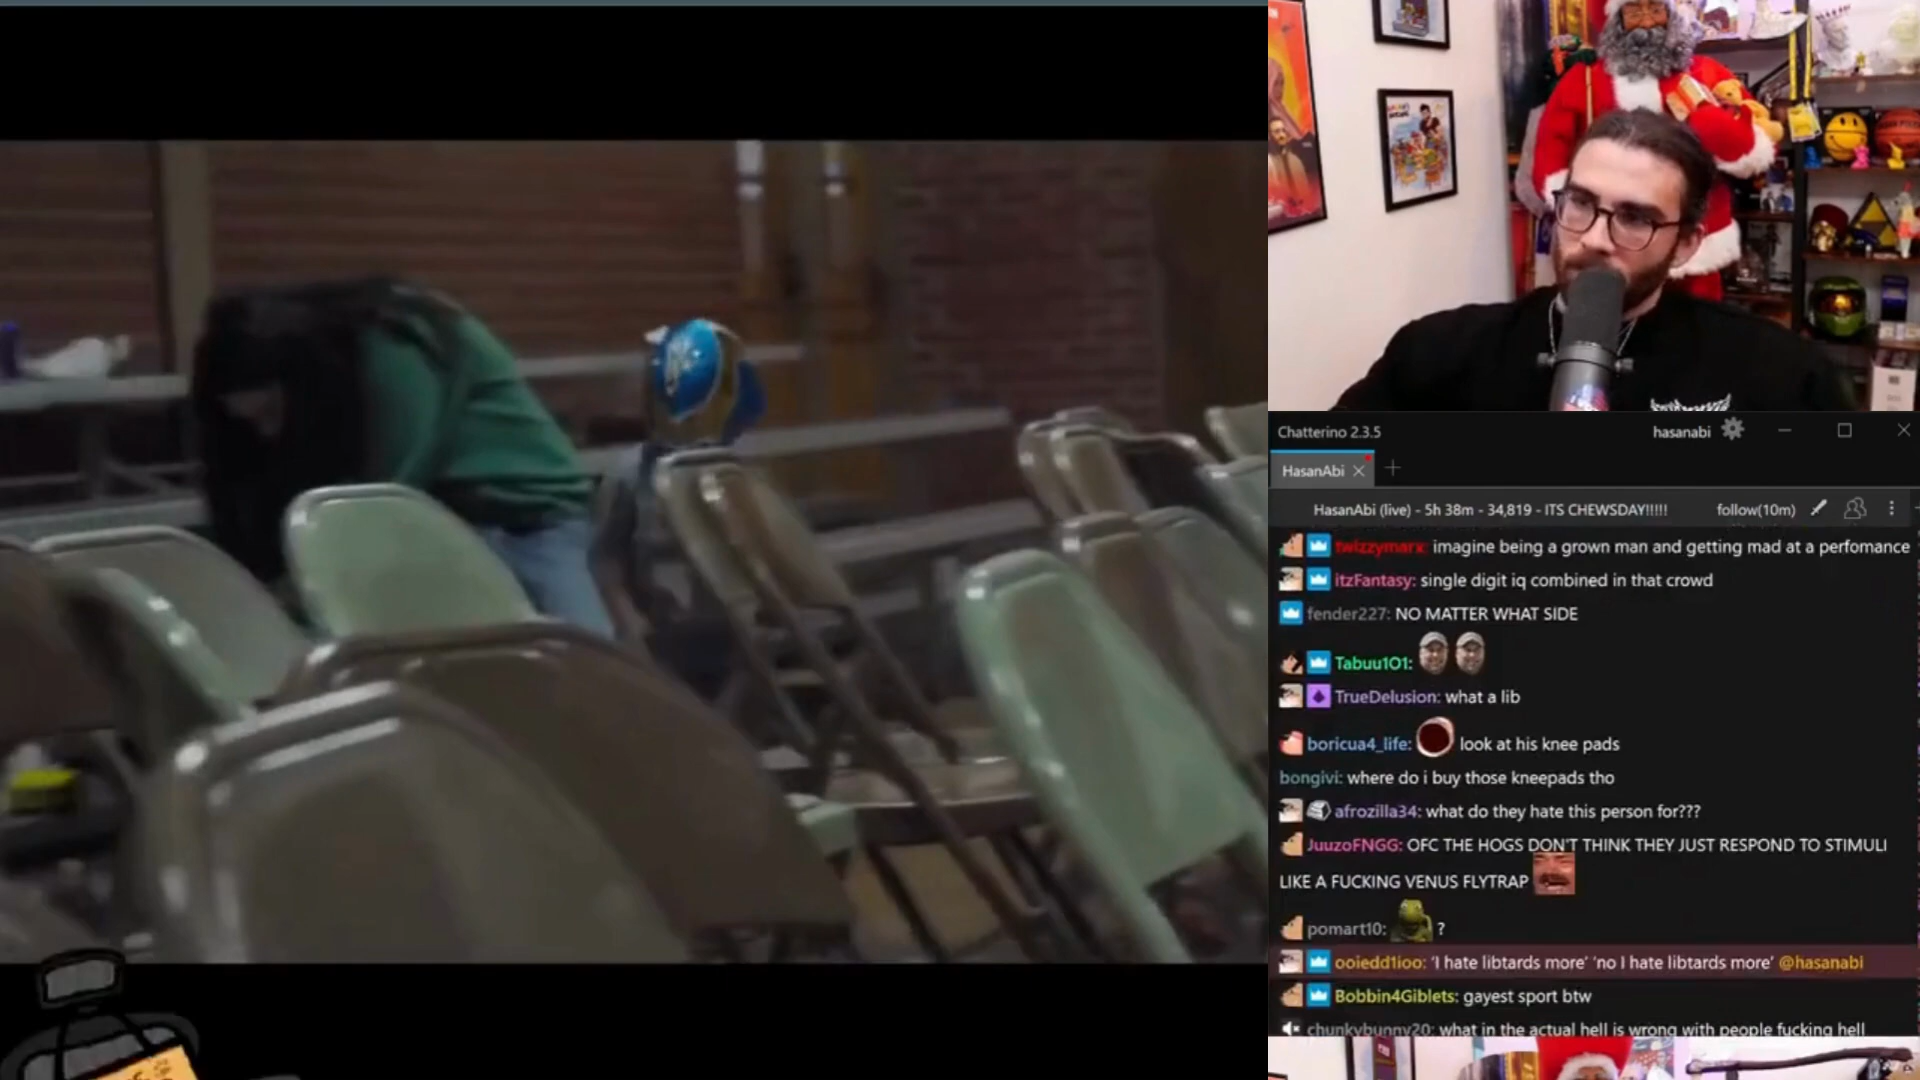 Chatterino 2.3.5
hasanabi
HasanAbi
HasanAbi (live) - 5h 38m - 34,819 - ITS CHEWSDAY!!!!! follow(10m)
twizzymarx: imagine being a grown man and getting mad at a perfomance
itzFantasy: single digit iq combined in that crowd
fender227: NO MATTER WHAT SIDE
Tabuu1O1:
TrueDelusion: what a lib
boricua4_life: look at his knee pads
bongivi: where do i buy those kneepads tho
afrozilla34: what do they hate this person for???
JuuzoFNGG: OFC THE HOGS DON'T THINK THEY JUST RESPOND TO STIMULI
LIKE A FUCKING VENUS FLYTRAP
pomart10: ?
ooiedd1ioo: 'I hate libtards more' 'no I hate libtards more' @hasanabi
Bobbin4Giblets: gayest sport btw
chunkybunny20: what in the actual hell is wrong with people fucking hell